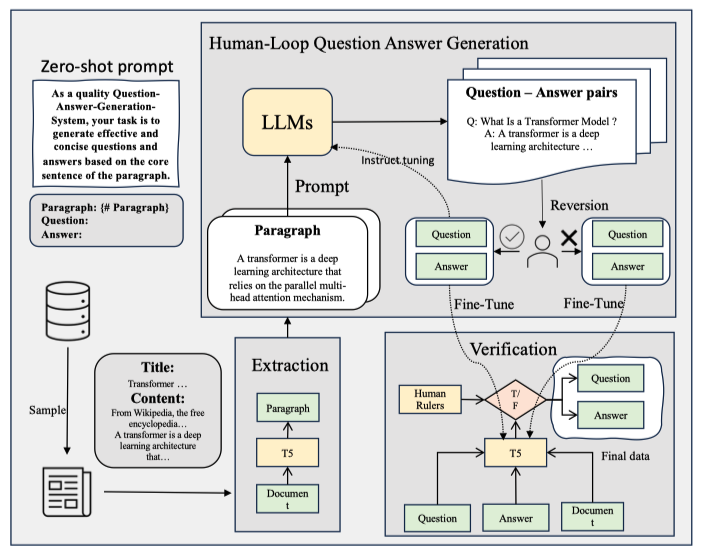 Human-Loop Question Answer Generation
Zero-shot prompt
As a quality Question-
Answer-Generation-
System, your task is to
generate effective and
concise questions and
answers based on the core
sentence of the paragraph.
Paragraph: {# Paragraph}
Question:
Answer:
LLMs
Question – Answer pairs
Q: What Is a Transformer Model ?
A: A transformer is a deep
learning architecture …
Instruct tuning
Prompt
Reversion
Paragraph
A transformer is a deep
learning architecture that
relies on the parallel multi-
head attention mechanism.
Question
Answer
Question
Answer
Fine-Tune
Fine-Tune
Sample
Title:
Transformer …
Content:
From Wikipedia, the free
encyclopedia…
A transformer is a deep
learning architecture
that…
Extraction
Paragraph
T5
Documen
t
Verification
Human
Rulers
T/
F
Question
Answer
T5
Final data
Question
Answer
Documen
t